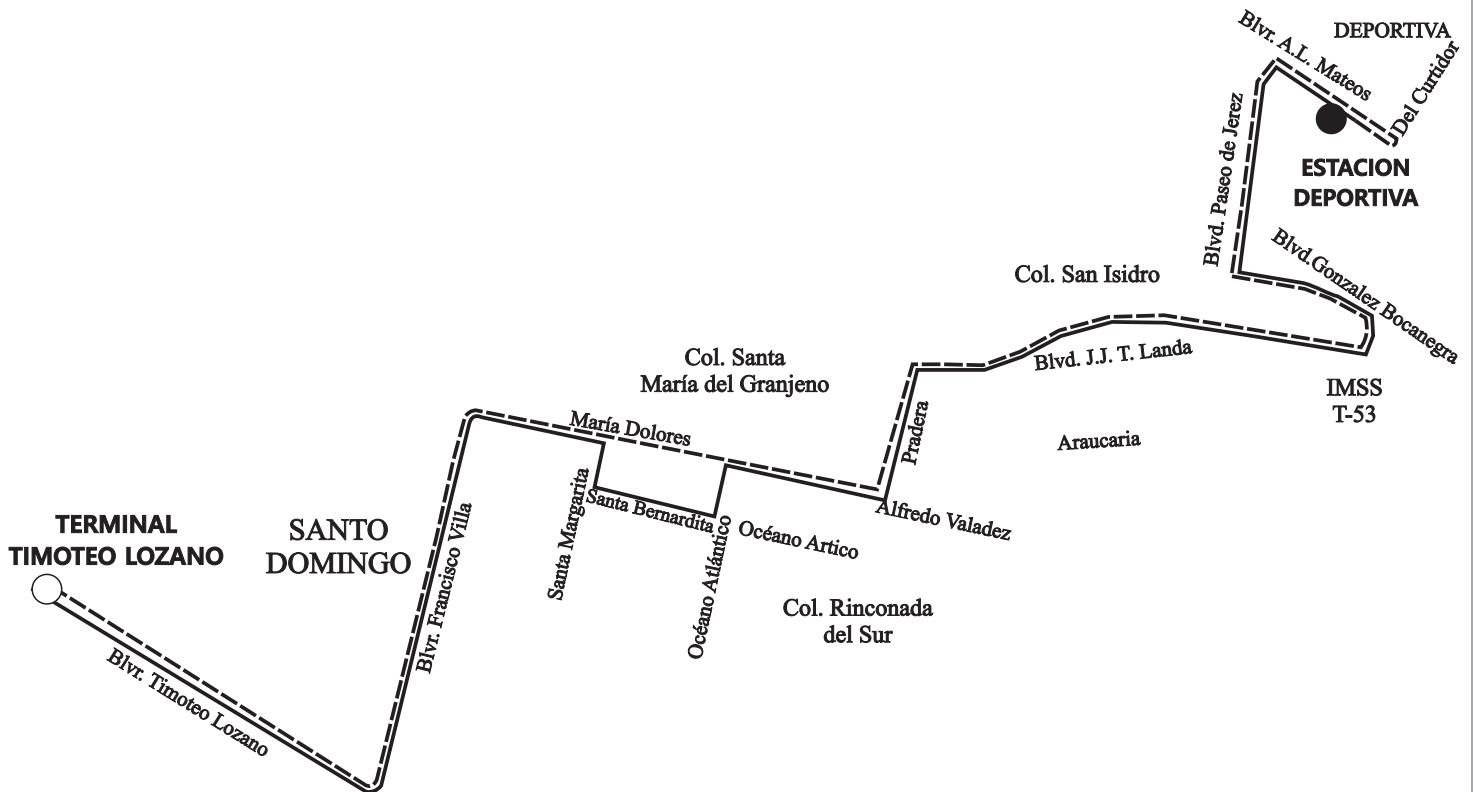 Blvr. A.L. Mateos
DEPORTIVA
Del Curtidor
Blvd. Paseo de Jerez
ESTACION
DEPORTIVA
Blvd.Gonzalez Bocanegra
Col. San Isidro
Blvd. J.J. T. Landa
IMSS
T-53
Col. Santa
María del Granjeno
Pradera
Araucaria
María Dolores
Santa Margarita
Santa Bernardita
Océano Atlántico
Océano Artico
Alfredo Valadez
Col. Rinconada
del Sur
TERMINAL
TIMOTEO LOZANO
SANTO
DOMINGO
Blvr. Francisco Villa
Blvr. Timoteo Lozano